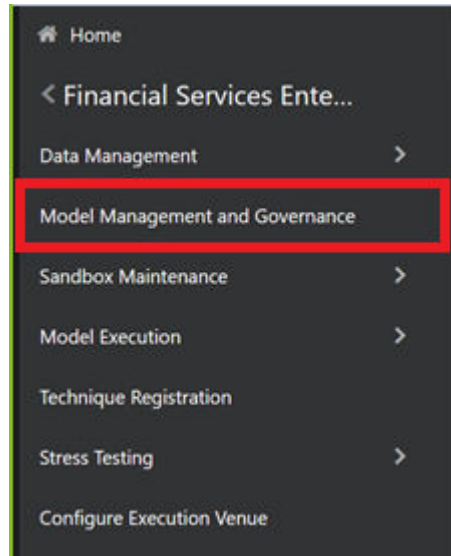 Home
< Financial Services Ente...
Data Management >
Model Management and Governance
Sandbox Maintenance >
Model Execution >
Technique Registration
Stress Testing >
Configure Execution Venue